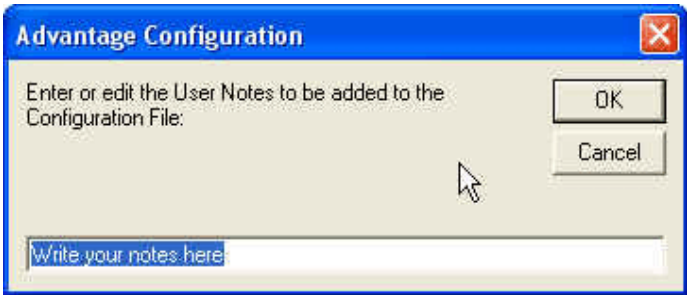 Advantage Configuration
Enter or edit the User Notes to be added to the
Configuration File:
OK
Cancel
Write your notes here